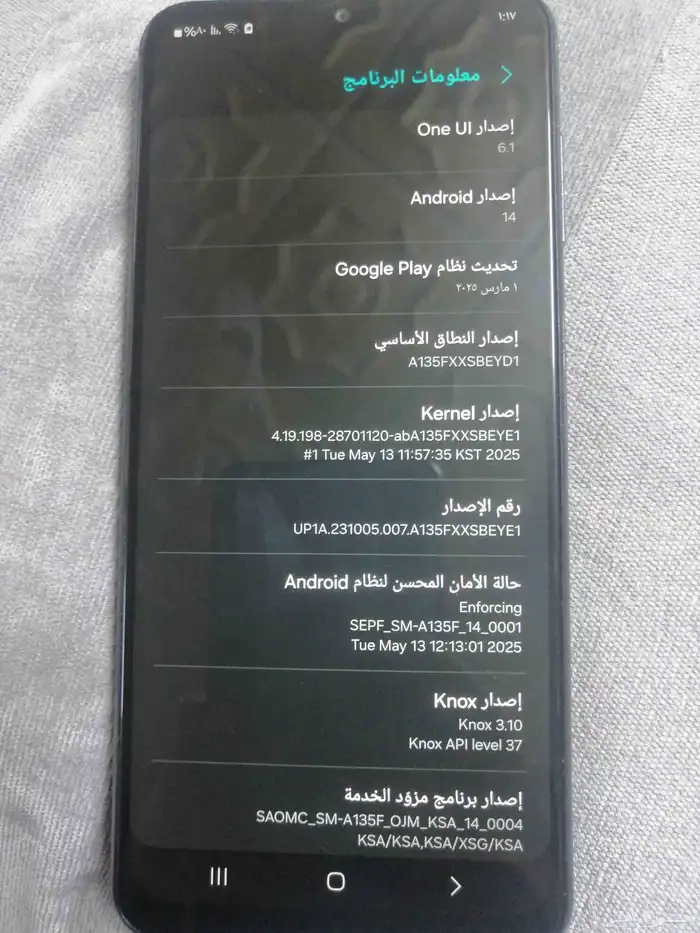 ١:١٧
%٨٠
معلومات البرنامج
إصدار One UI
6.1
إصدار Android
14
تحديث نظام Google Play
١ مارس ٢٠٢٥
إصدار النطاق الأساسي
A135FXXSBEYD1
إصدار Kernel
4.19.198-28701120-abA135FXXSBEYE1
#1 Tue May 13 11:57:35 KST 2025
رقم الإصدار
UP1A.231005.007.A135FXXSBEYE1
حالة الأمان المحسن لنظام Android
Enforcing
SEPF_SM-A135F_14_0001
Tue May 13 12:13:01 2025
إصدار Knox
Knox 3.10
Knox API level 37
إصدار برنامج مزوّد الخدمة
SAOMC_SM-A135F_OJM_KSA_14_0004
KSA/KSA,KSA/XSG/KSA